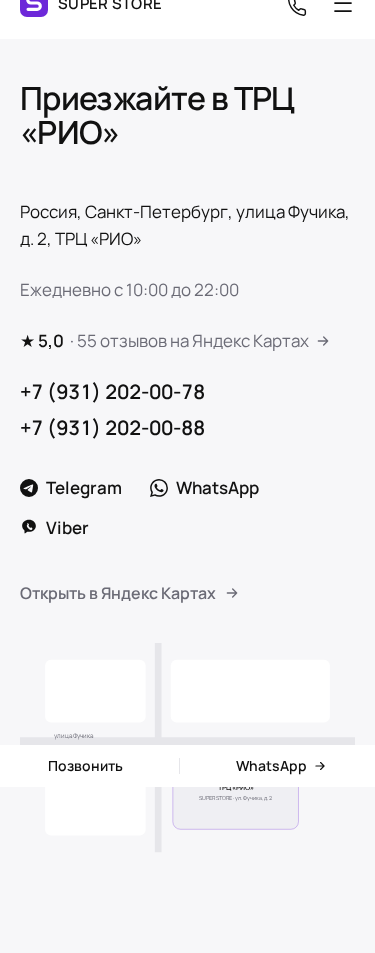 SUPER STORE
Приезжайте в ТРЦ
«РИО»
Россия, Санкт-Петербург, улица Фучика,
д. 2, ТРЦ «РИО»
Ежедневно с 10:00 до 22:00
★ 5,0 · 55 отзывов на Яндекс Картах →
+7 (931) 202-00-78
+7 (931) 202-00-88
Telegram WhatsApp
Viber
Открыть в Яндекс Картах →
улица Фучика
Позвонить WhatsApp →
ТРЦ «РИО»
SUPER STORE · ул. Фучика, д. 2